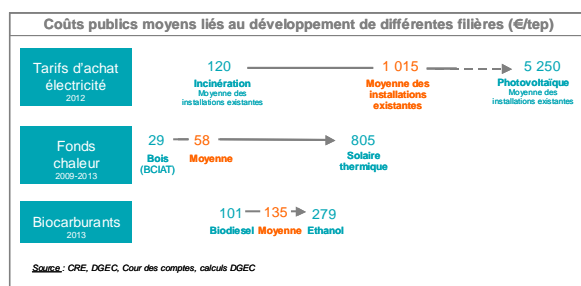 Coûts publics moyens liés au développement de différentes filières (€/tep)
Tarifs d'achat
électricité
2012
120
Incinération
Moyenne des
installations existantes
1 015
Moyenne des
installations
existantes
5 250
Photovoltaïque
Moyenne des
installations existantes
Fonds
chaleur
2009-2013
29
Bois
(BCIAT)
58
Moyenne
805
Solaire
thermique
Biocarburants
2013
101
Biodiesel
135
Moyenne
279
Ethanol
Source : CRE, DGEC, Cour des comptes, calculs DGEC